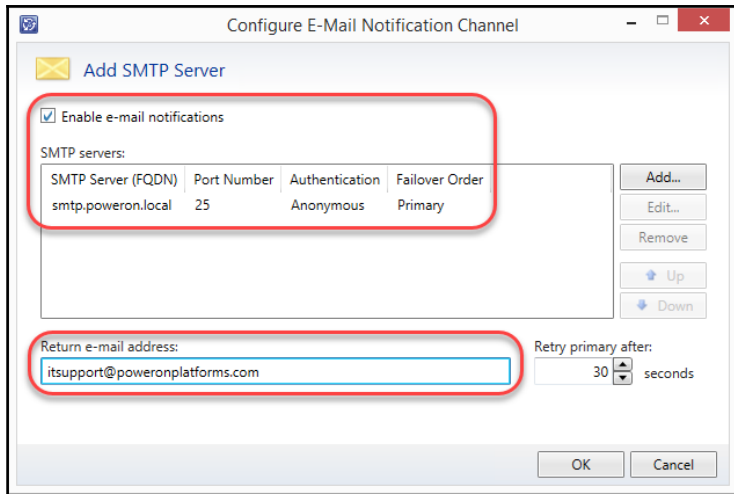 Configure E-Mail Notification Channel
Add SMTP Server
Enable e-mail notifications
SMTP servers:
SMTP Server (FQDN) Port Number Authentication Failover Order
smtp.poweron.local 25 Anonymous Primary
Add...
Edit...
Remove
Up
Down
Return e-mail address: Retry primary after:
itsupport@poweronplatforms.com 30 seconds
OK Cancel